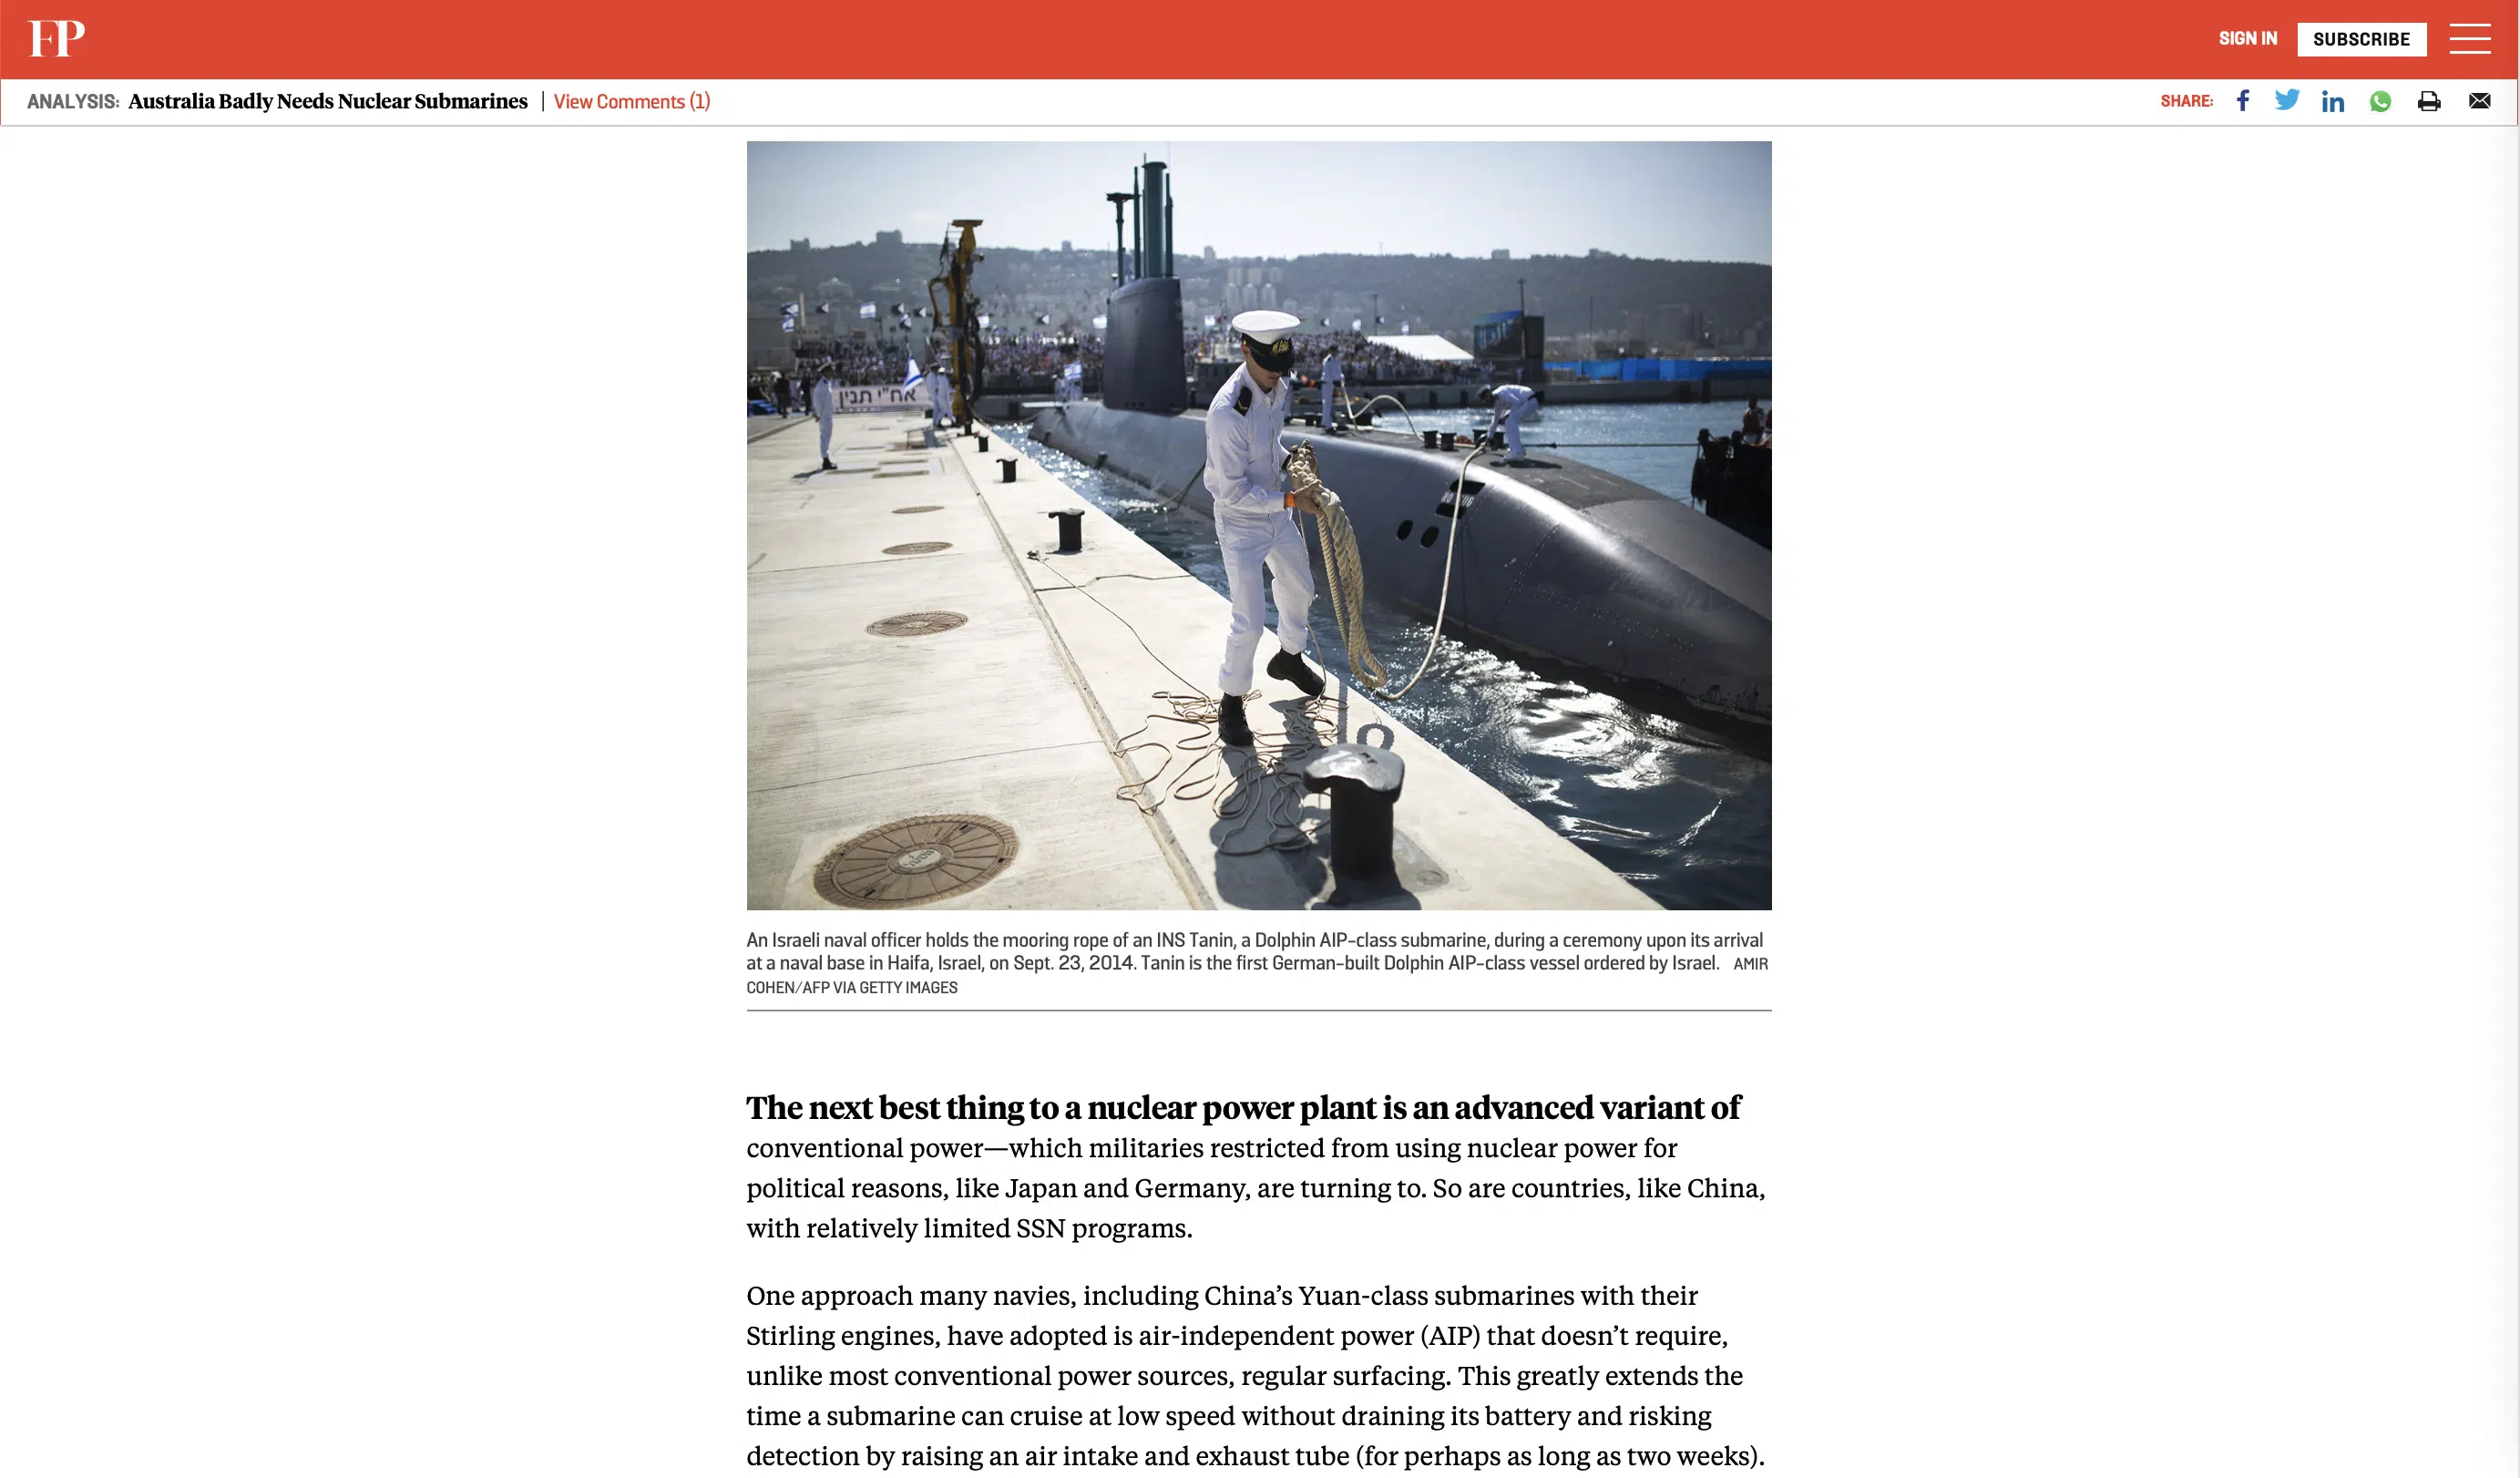 FP
SIGN IN
SUBSCRIBE
ANALYSIS: Australia Badly Needs Nuclear Submarines | View Comments (1)
SHARE:
אח"י תנין
An Israeli naval officer holds the mooring rope of an INS Tanin, a Dolphin AIP-class submarine, during a ceremony upon its arrival
at a naval base in Haifa, Israel, on Sept. 23, 2014. Tanin is the first German-built Dolphin AIP-class vessel ordered by Israel. AMIR
COHEN/AFP VIA GETTY IMAGES
The next best thing to a nuclear power plant is an advanced variant of
conventional power—which militaries restricted from using nuclear power for
political reasons, like Japan and Germany, are turning to. So are countries, like China,
with relatively limited SSN programs.
One approach many navies, including China’s Yuan-class submarines with their
Stirling engines, have adopted is air-independent power (AIP) that doesn’t require,
unlike most conventional power sources, regular surfacing. This greatly extends the
time a submarine can cruise at low speed without draining its battery and risking
detection by raising an air intake and exhaust tube (for perhaps as long as two weeks).